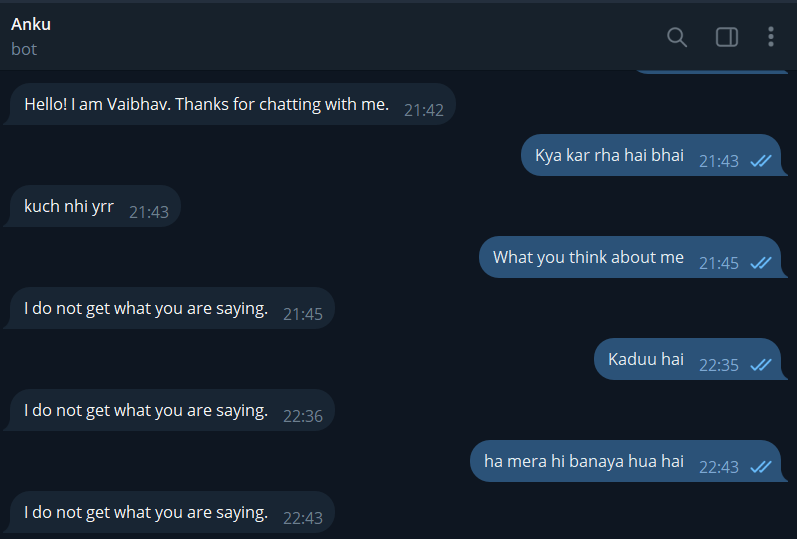 Anku
bot
Hello! I am Vaibhav. Thanks for chatting with me. 21:42
Kya kar rha hai bhai 21:43
kuch nhi yrr 21:43
What you think about me 21:45
I do not get what you are saying. 21:45
Kaduu hai 22:35
I do not get what you are saying. 22:36
ha mera hi banaya hua hai 22:43
I do not get what you are saying. 22:43